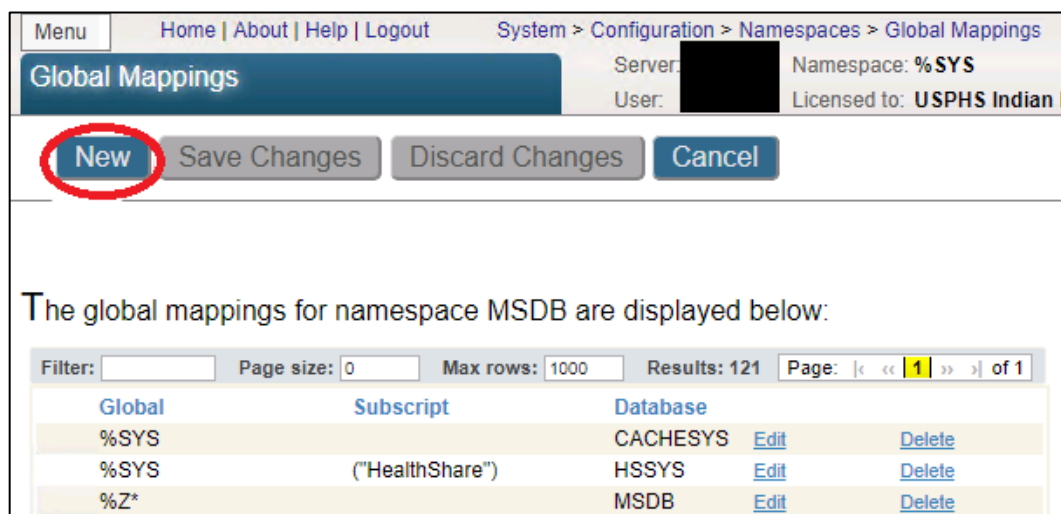 Menu Home | About | Help | Logout System > Configuration > Namespaces > Global Mappings
Global Mappings Server: Namespace: %SYS
User: Licensed to: USPHS Indian
New Save Changes Discard Changes Cancel
The global mappings for namespace MSDB are displayed below:
Filter: Page size: 0 Max rows: 1000 Results: 121 Page: |‹ ‹‹ 1 ›› ›| of 1
Global Subscript Database
%SYS CACHESYS Edit Delete
%SYS ("HealthShare") HSSYS Edit Delete
%Z* MSDB Edit Delete